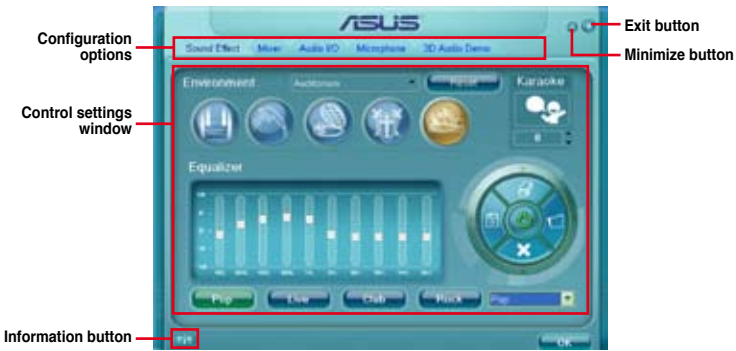 Configuration
options
Control settings
window
Information button
Exit button
Minimize button
ASUS
Sound Effect Mixer Audio I/O Microphone 3D Audio Demo
Environment Auditorium Reset Karaoke
Equalizer
Pop Live Club Rock Pop
OK